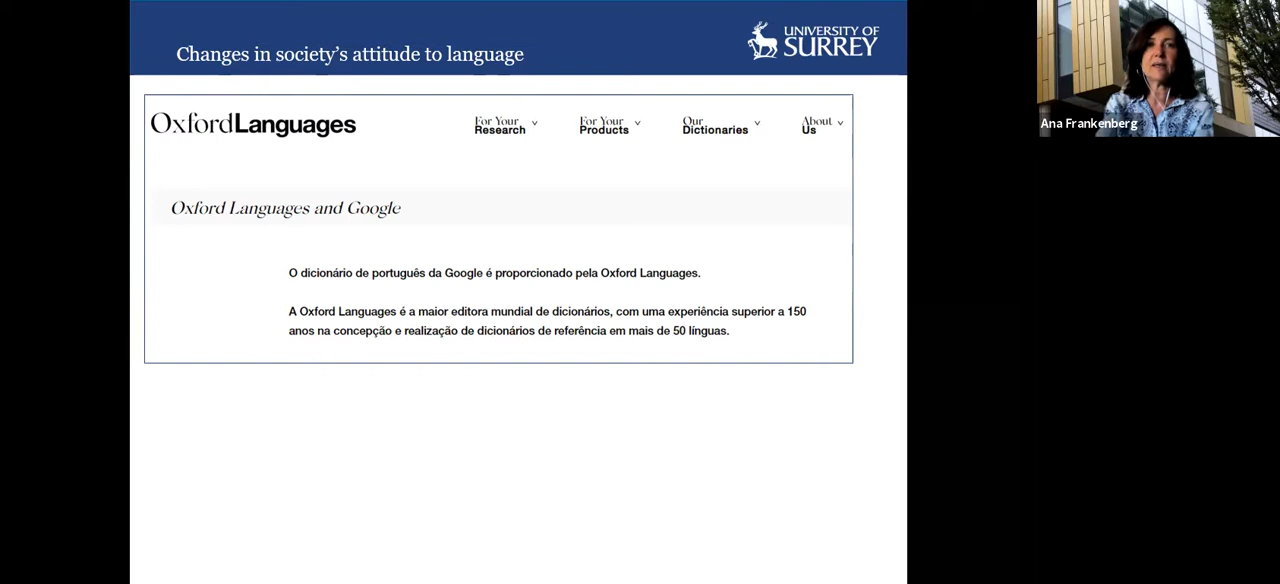 Changes in society's attitude to language
UNIVERSITY OF
SURREY
OxfordLanguages
For Your
Research
For Your
Products
Our
Dictionaries
About
Us
Oxford Languages and Google
O dicionário de português da Google é proporcionado pela Oxford Languages.
A Oxford Languages é a maior editora mundial de dicionários, com uma experiência superior a 150
anos na concepção e realização de dicionários de referência em mais de 50 línguas.
Ana Frankenberg